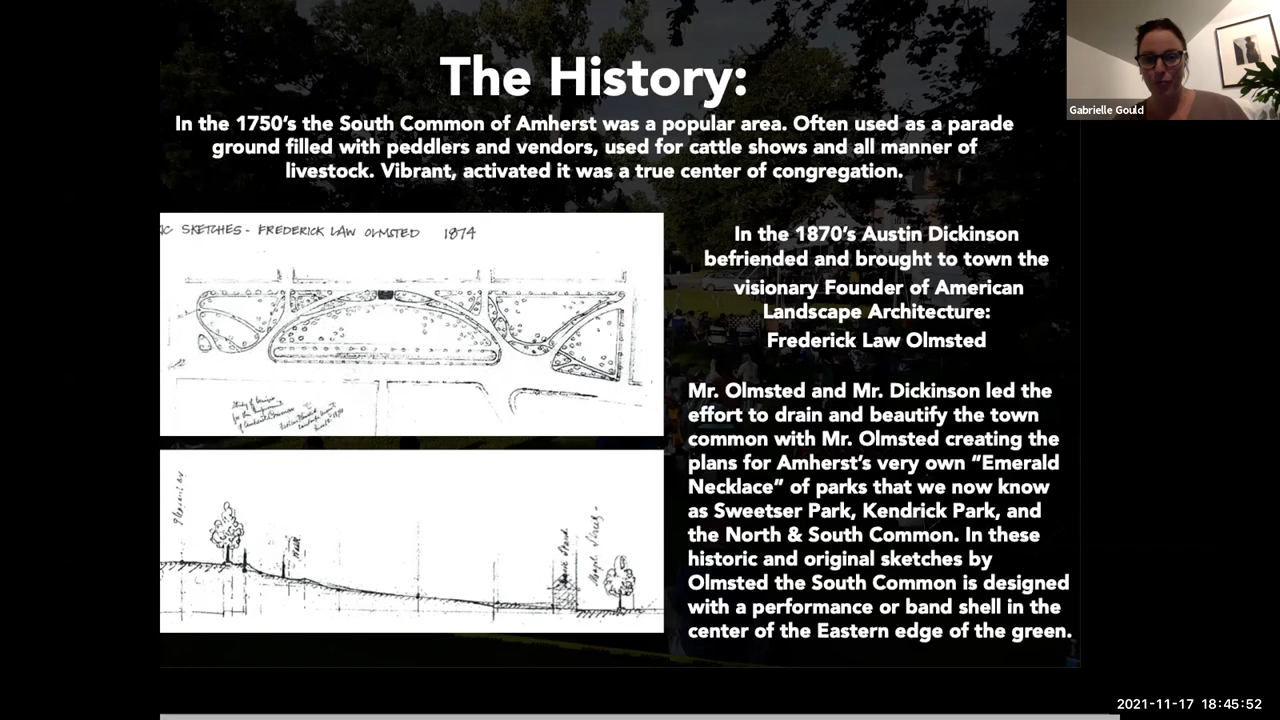 The History:
In the 1750's the South Common of Amherst was a popular area. Often used as a parade
ground filled with peddlers and vendors, used for cattle shows and all manner of
livestock. Vibrant, activated it was a true center of congregation.
Gabrielle Gould
IC SKETCHES - FREDERICK LAW OLMSTED 1874
In the 1870's Austin Dickinson
befriended and brought to town the
visionary Founder of American
Landscape Architecture:
Frederick Law Olmsted
Mr. Olmsted and Mr. Dickinson led the
effort to drain and beautify the town
common with Mr. Olmsted creating the
plans for Amherst's very own "Emerald
Necklace" of parks that we now know
as Sweetser Park, Kendrick Park, and
the North & South Common. In these
historic and original sketches by
Olmsted the South Common is designed
with a performance or band shell in the
center of the Eastern edge of the green.
2021-11-17 18:45:52